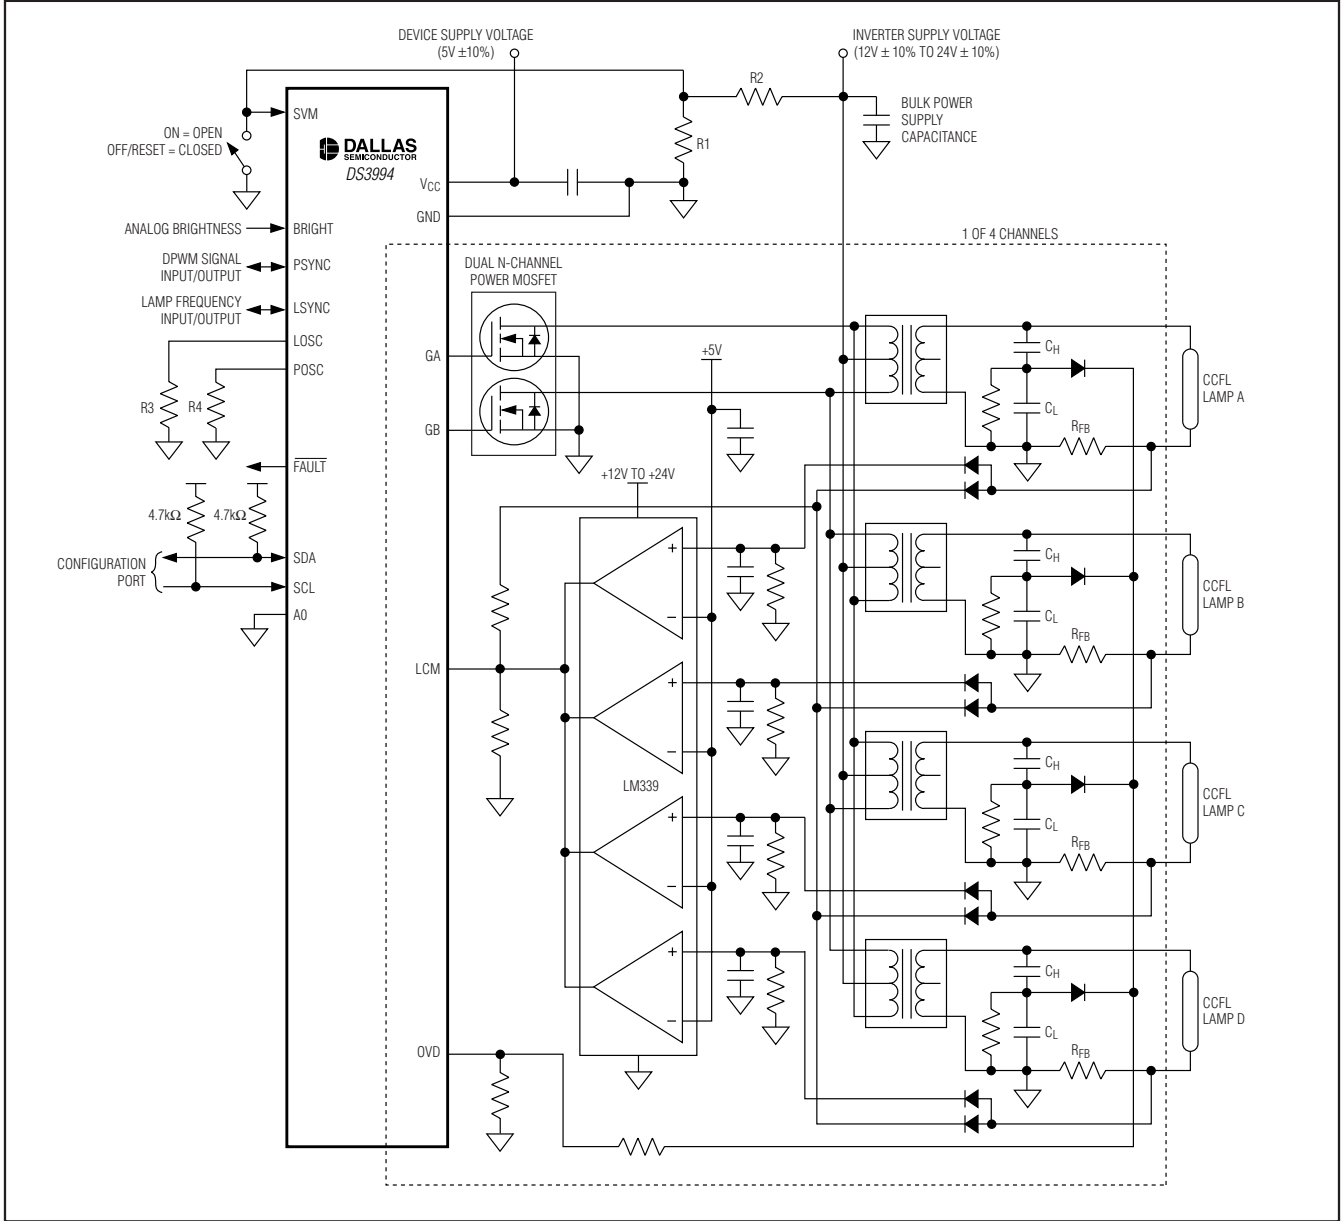 DEVICE SUPPLY VOLTAGE
(5V ±10%)
INVERTER SUPPLY VOLTAGE
(12V ± 10% TO 24V ± 10%)
R2
BULK POWER
SUPPLY
CAPACITANCE
SVM
ON = OPEN
OFF/RESET = CLOSED
R1
DALLAS
SEMICONDUCTOR
DS3994
VCC
GND
ANALOG BRIGHTNESS
BRIGHT
1 OF 4 CHANNELS
DPWM SIGNAL
INPUT/OUTPUT
PSYNC
DUAL N-CHANNEL
POWER MOSFET
LAMP FREQUENCY
INPUT/OUTPUT
LSYNC
LOSC
POSC
GA
GB
+5V
CH
CL
RFB
CCFL
LAMP A
R3
R4
FAULT
4.7kΩ
4.7kΩ
+12V TO +24V
CONFIGURATION
PORT
SDA
SCL
A0
+
−
CH
CL
RFB
CCFL
LAMP B
LCM
+
−
LM339
CH
CL
RFB
CCFL
LAMP C
+
−
+
−
CH
CL
RFB
CCFL
LAMP D
OVD